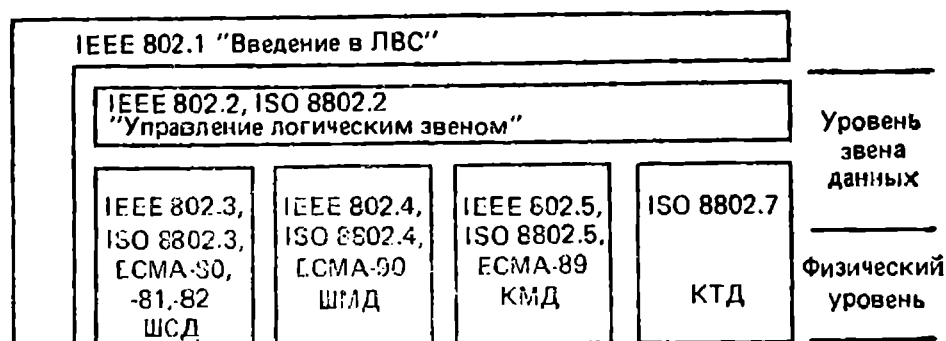 IEEE 802.1 "Введение в ЛВС"
IEEE 802.2, ISO 8802.2
"Управление логическим звеном"
IEEE 802.3,
ISO 8802.3,
ECMA-80,
-81,-82
ШСД
IEEE 802.4,
ISO 8802.4,
ECMA-90
ШМД
IEEE 802.5,
ISO 8802.5,
ECMA-89
КМД
ISO 8802.7
КТД
Уровень
звена
данных
Физический
уровень